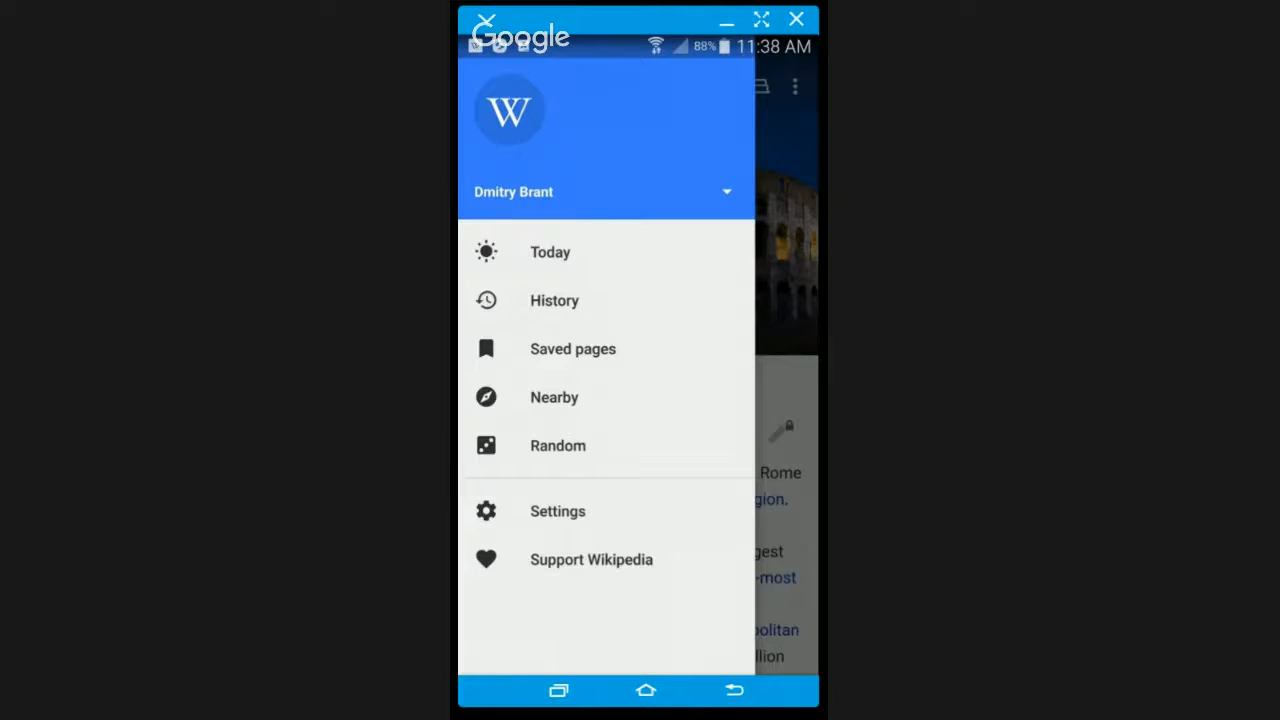 Google
88% 11:38 AM
W
Dmitry Brant
Today
History
Saved pages
Nearby
Random
Rome
gion.
Settings
gest
Support Wikipedia
-most
politan
llion